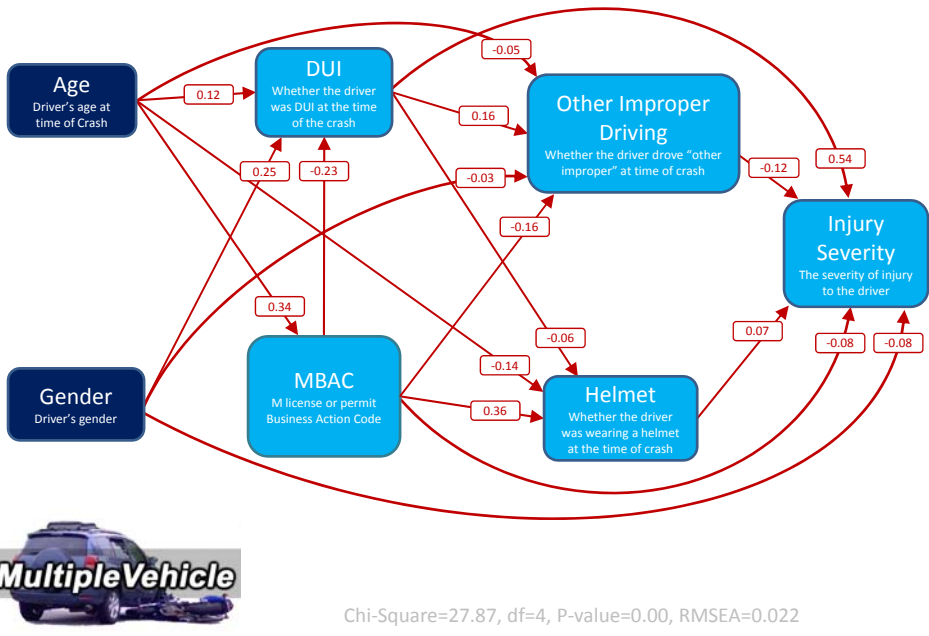 Age
Driver's age at
time of Crash
DUI
Whether the driver
was DUI at the time
of the crash
Other Improper
Driving
Whether the driver drove “other
improper” at time of crash
Injury
Severity
The severity of injury
to the driver
Gender
Driver's gender
MBAC
M license or permit
Business Action Code
Helmet
Whether the driver
was wearing a helmet
at the time of crash
-0.05
0.12
0.16
0.54
-0.12
0.25
-0.23
-0.03
-0.16
0.34
-0.06
-0.14
0.36
0.07
-0.08
-0.08
MultipleVehicle
Chi-Square=27.87, df=4, P-value=0.00, RMSEA=0.022